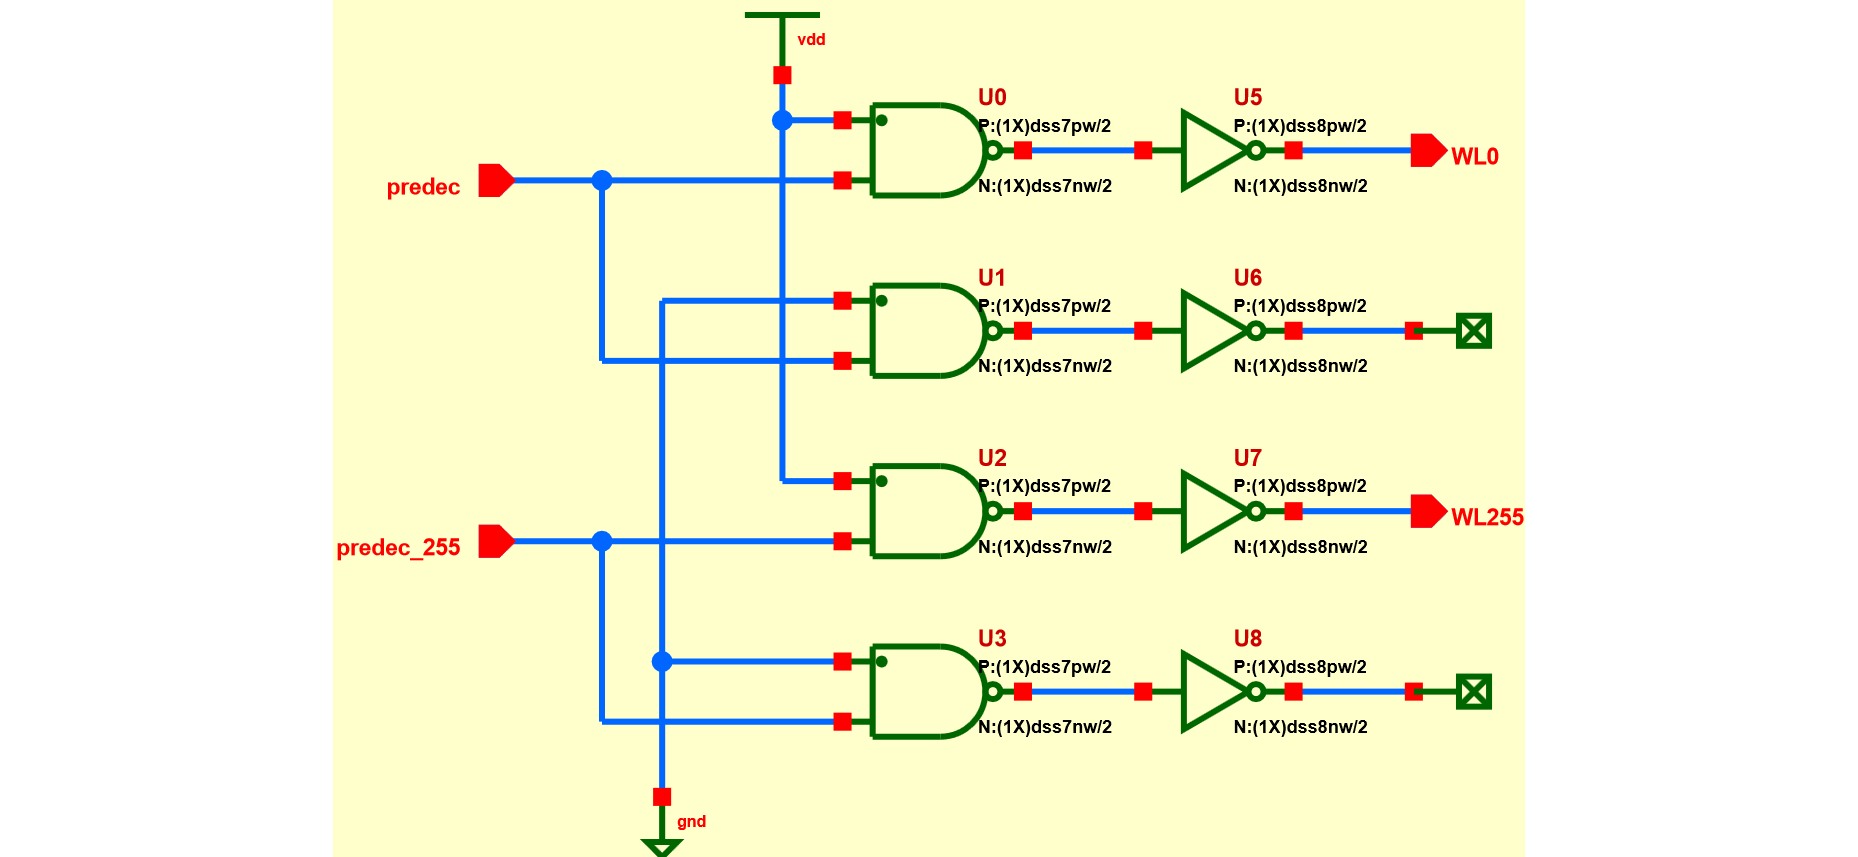 vdd
U0
P:(1X)dss7pw/2
N:(1X)dss7nw/2
U5
P:(1X)dss8pw/2
N:(1X)dss8nw/2
WL0
predec
U1
P:(1X)dss7pw/2
N:(1X)dss7nw/2
U6
P:(1X)dss8pw/2
N:(1X)dss8nw/2
U2
P:(1X)dss7pw/2
N:(1X)dss7nw/2
U7
P:(1X)dss8pw/2
N:(1X)dss8nw/2
WL255
predec_255
U3
P:(1X)dss7pw/2
N:(1X)dss7nw/2
U8
P:(1X)dss8pw/2
N:(1X)dss8nw/2
gnd